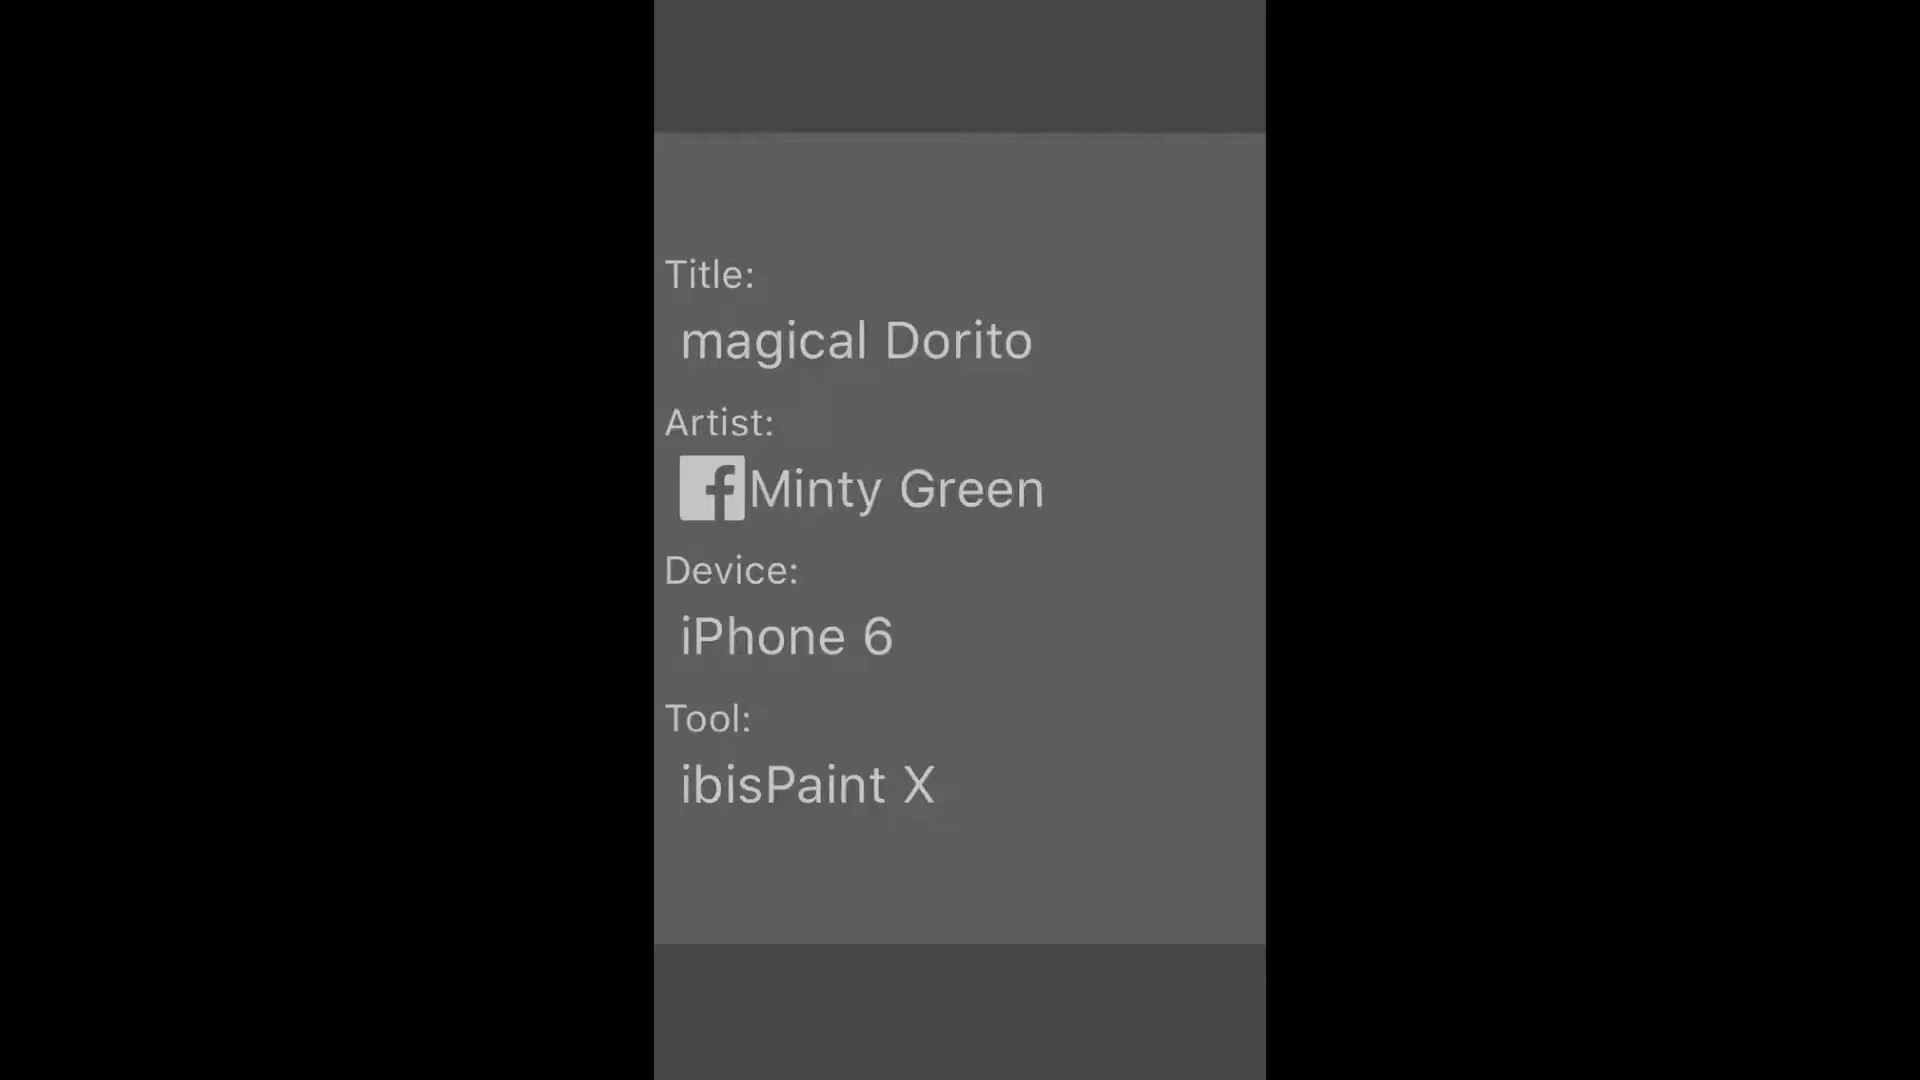 Title:
magical Dorito
Artist:
Minty Green
Device:
iPhone 6
Tool:
ibisPaint X